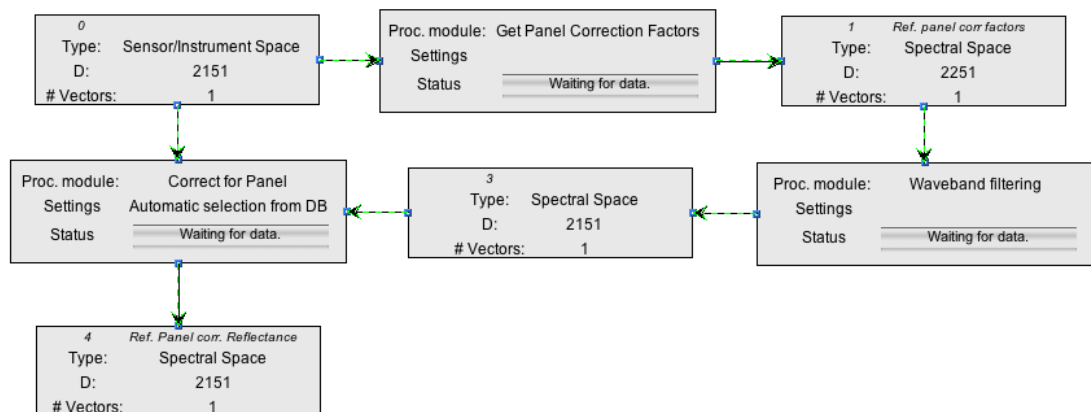 0
Type: Sensor/Instrument Space
D: 2151
# Vectors: 1
Proc. module: Get Panel Correction Factors
Settings
Status Waiting for data.
1 Ref. panel corr factors
Type: Spectral Space
D: 2251
# Vectors: 1
Proc. module: Correct for Panel
Settings Automatic selection from DB
Status Waiting for data.
3
Type: Spectral Space
D: 2151
# Vectors: 1
Proc. module: Waveband filtering
Settings
Status Waiting for data.
4 Ref. Panel corr. Reflectance
Type: Spectral Space
D: 2151
# Vectors: 1